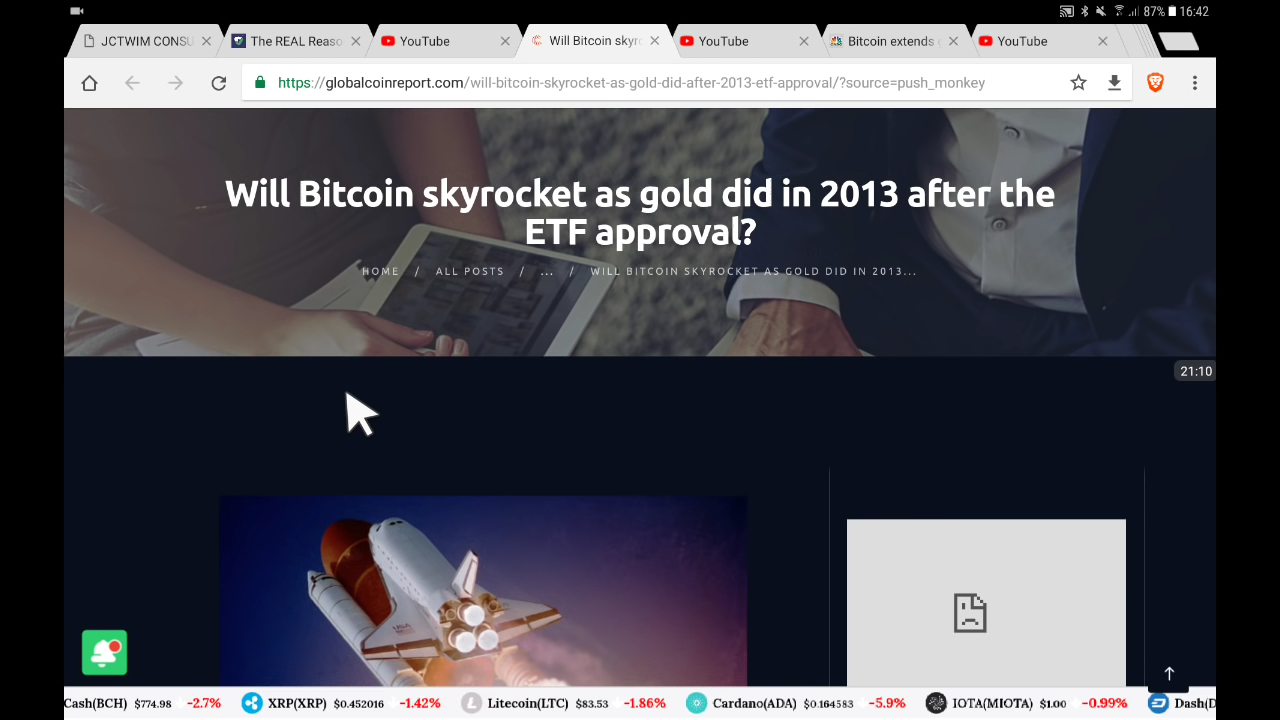 87% 16:42
JCTWIM CONSU
The REAL Reaso
YouTube
Will Bitcoin skyro
YouTube
Bitcoin extends
YouTube
https://globalcoinreport.com/will-bitcoin-skyrocket-as-gold-did-after-2013-etf-approval/?source=push_monkey
Will Bitcoin skyrocket as gold did in 2013 after the
ETF approval?
HOME / ALL POSTS / ... / WILL BITCOIN SKYROCKET AS GOLD DID IN 2013...
21:10
USA
Cash(BCH) $774.98 -2.7% XRP(XRP) $0.452016 -1.42% Litecoin(LTC) $83.53 -1.86% Cardano(ADA) $0.164583 -5.9% IOTA(MIOTA) $1.00 -0.99% Dash(D